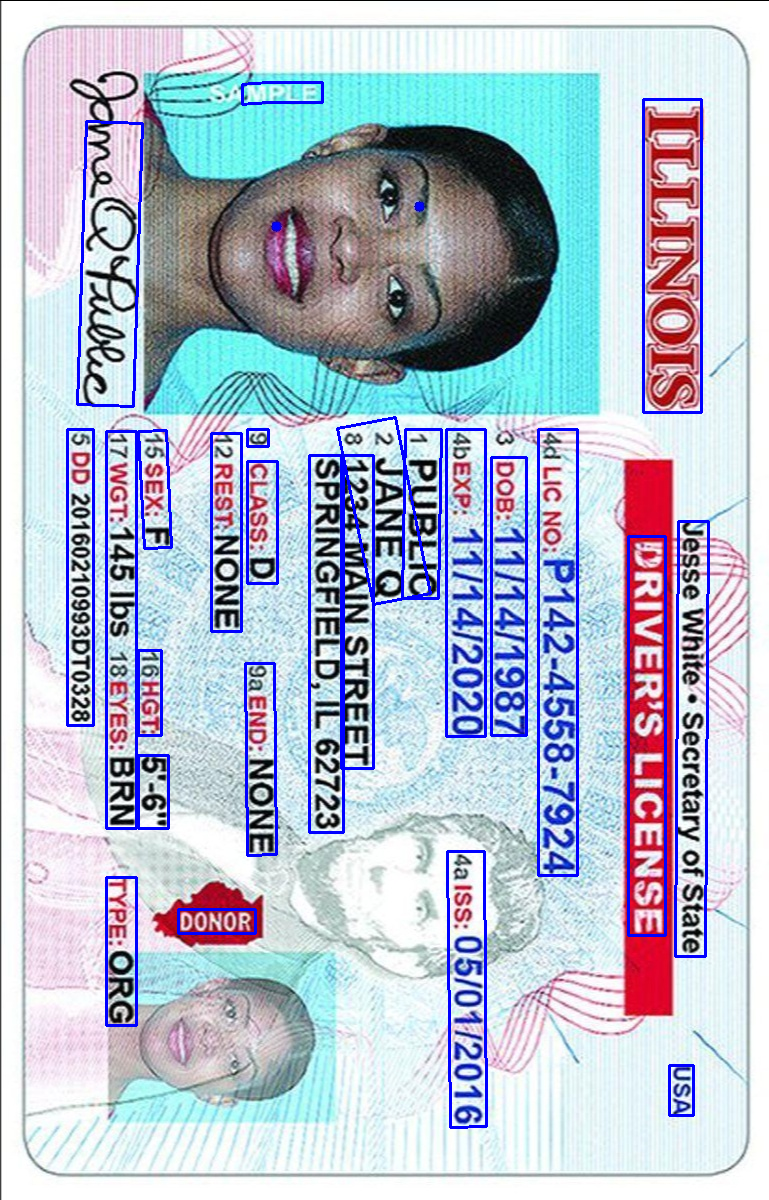 ILLINOIS
Jesse White • Secretary of State
USA
DRIVER'S LICENSE
4d LIC NO: P142-4558-7924
3 DOB: 11/14/1987
4b EXP: 11/14/2020
4a ISS: 05/01/2016
1 PUBLIC
2 JANE Q
8 1234 MAIN STREET
SPRINGFIELD, IL 62723
9 CLASS: D
9a END: NONE
12 REST: NONE
DONOR
15 SEX: F
16 HGT: 5'-6"
17 WGT: 145 lbs
18 EYES: BRN
TYPE: ORG
5 DD 20160210993DT0328
SAMPLE
Jane Q Public